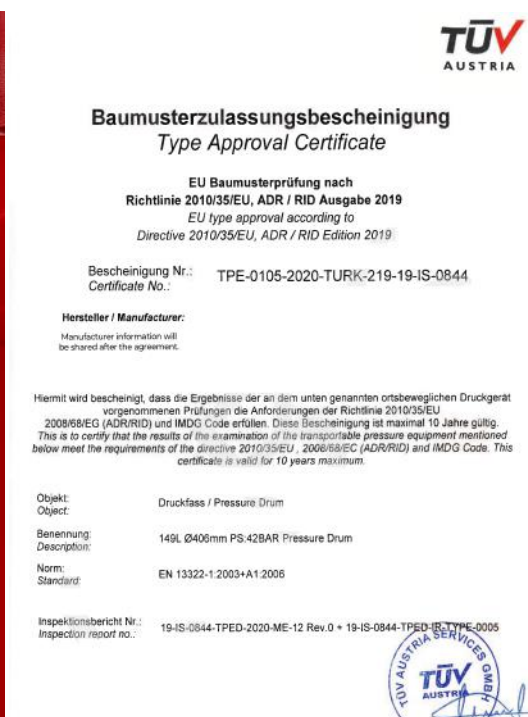 TÜV
AUSTRIA
Baumusterzulassungsbescheinigung
Type Approval Certificate
EU Baumusterprüfung nach
Richtlinie 2010/35/EU, ADR / RID Ausgabe 2019
EU type approval according to
Directive 2010/35/EU, ADR / RID Edition 2019
Bescheinigung Nr.: TPE-0105-2020-TURK-219-19-IS-0844
Certificate No.:
Hersteller / Manufacturer:
Manufacturer information will
be shared after the agreement.
Hiermit wird bescheinigt, dass die Ergebnisse der an dem unten genannten ortsbeweglichen Druckgerät
vorgenommenen Prüfungen die Anforderungen der Richtlinie 2010/35/EU
2008/68/EG (ADR/RID) und IMDG Code erfüllen. Diese Bescheinigung ist maximal 10 Jahre gültig.
This is to certify that the results of the examination of the transportable pressure equipment mentioned
below meet the requirements of the directive 2010/35/EU , 2008/68/EC (ADR/RID) and IMDG Code. This
certificate is valid for 10 years maximum.
Objekt: Druckfass / Pressure Drum
Object:
Benennung: 149L Ø406mm PS:42BAR Pressure Drum
Description:
Norm: EN 13322-1:2003+A1:2006
Standard:
Inspektionsbericht Nr.: 19-IS-0844-TPED-2020-ME-12 Rev.0 + 19-IS-0844-TPED-IR-TYPE-0005
Inspection report no.:
TÜV AUSTRIA SERVICES GMBH
TÜV
AUSTRIA